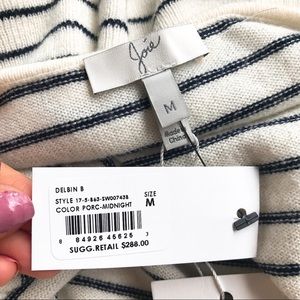 Joie
M
Made in
China
DELBIN B
STYLE 17-5-863-SW007438
COLOR PORC-MIDNIGHT
SIZE
M
8 84926 45625 7
SUGG.RETAIL $288.00